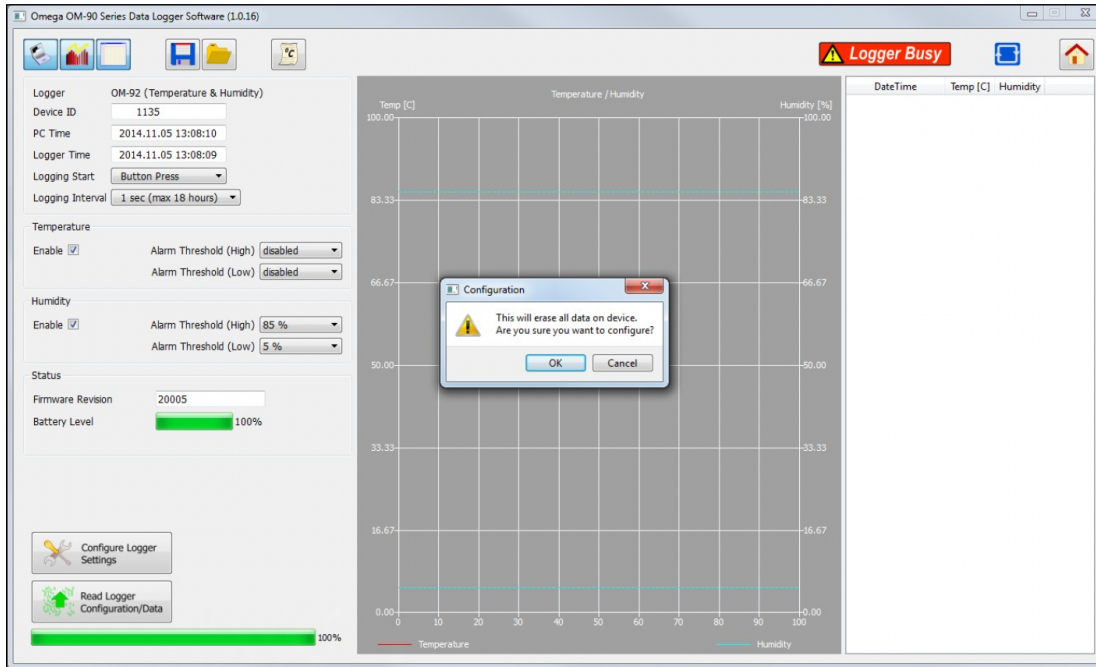 Omega OM-90 Series Data Logger Software (1.0.16)
°C
Logger Busy
Logger OM-92 (Temperature & Humidity)
Device ID 1135
PC Time 2014.11.05 13:08:10
Logger Time 2014.11.05 13:08:09
Logging Start Button Press
Logging Interval 1 sec (max 18 hours)
Temperature
Enable Alarm Threshold (High) disabled
Alarm Threshold (Low) disabled
Humidity
Enable Alarm Threshold (High) 85 %
Alarm Threshold (Low) 5 %
Status
Firmware Revision 20005
Battery Level 100%
Configure Logger
Settings
Read Logger
Configuration/Data
100%
Temperature / Humidity
Temp [C] Humidity [%]
100.00 100.00
83.33 83.33
66.67 66.67
50.00 50.00
33.33 33.33
16.67 16.67
0.00 0.00
0 10 20 30 40 50 60 70 80 90 100
Temperature Humidity
Configuration
This will erase all data on device.
Are you sure you want to configure?
OK Cancel
DateTime Temp [C] Humidity